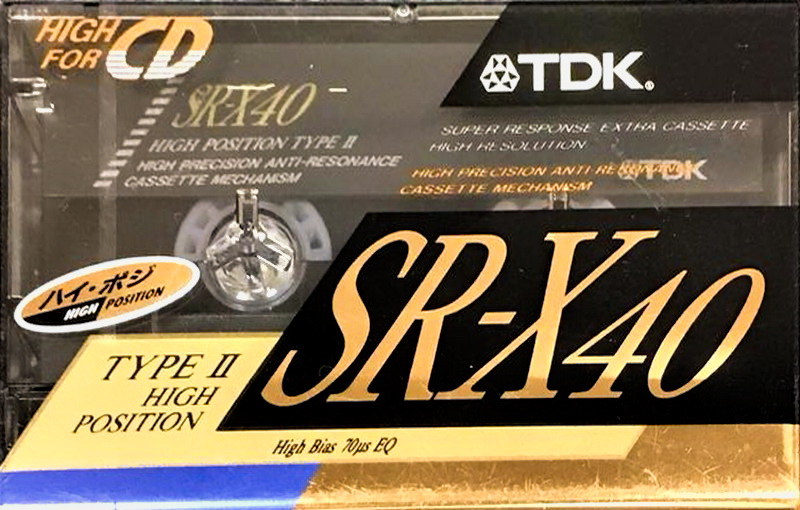 HIGH
FOR CD
TDK®
SR-X40
HIGH POSITION TYPE II
HIGH PRECISION ANTI-RESONANCE
CASSETTE MECHANISM
SUPER RESPONSE EXTRA CASSETTE
HIGH RESOLUTION
HIGH PRECISION ANTI RESONANCE
CASSETTE MECHANISM
TDK
ハイ・ポジ
HIGH POSITION
SR-X40
TYPE II
HIGH
POSITION
High Bias 70μs EQ